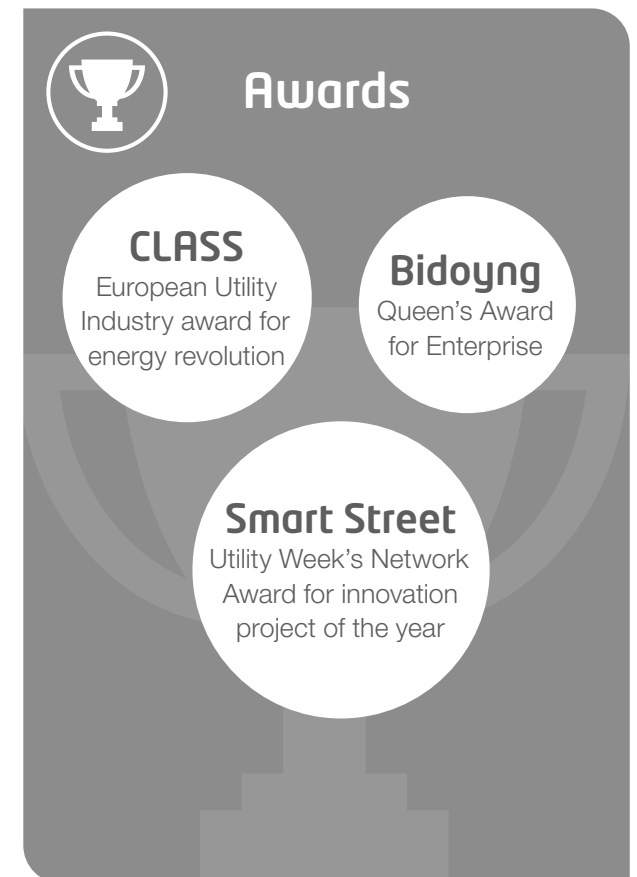 Awards
CLASS
European Utility
Industry award for
energy revolution
Bidoyng
Queen's Award
for Enterprise
Smart Street
Utility Week's Network
Award for innovation
project of the year